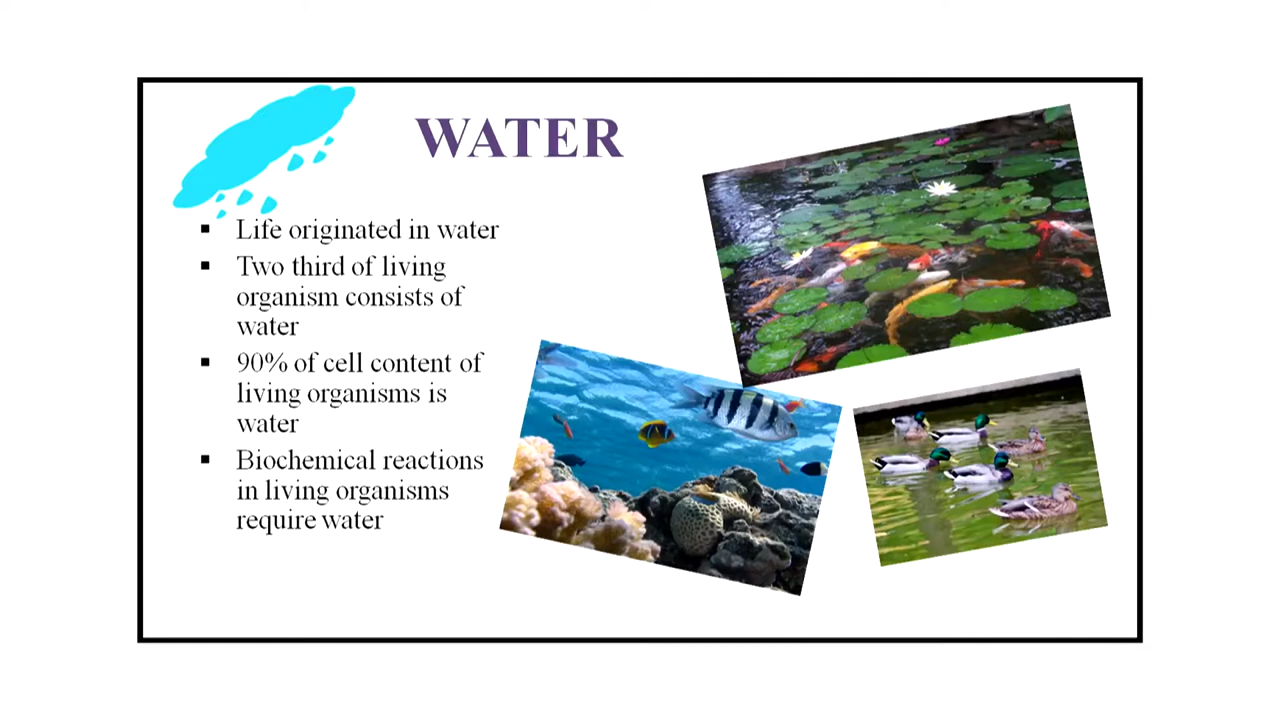 WATER
▪ Life originated in water
▪ Two third of living
organism consists of
water
▪ 90% of cell content of
living organisms is
water
▪ Biochemical reactions
in living organisms
require water